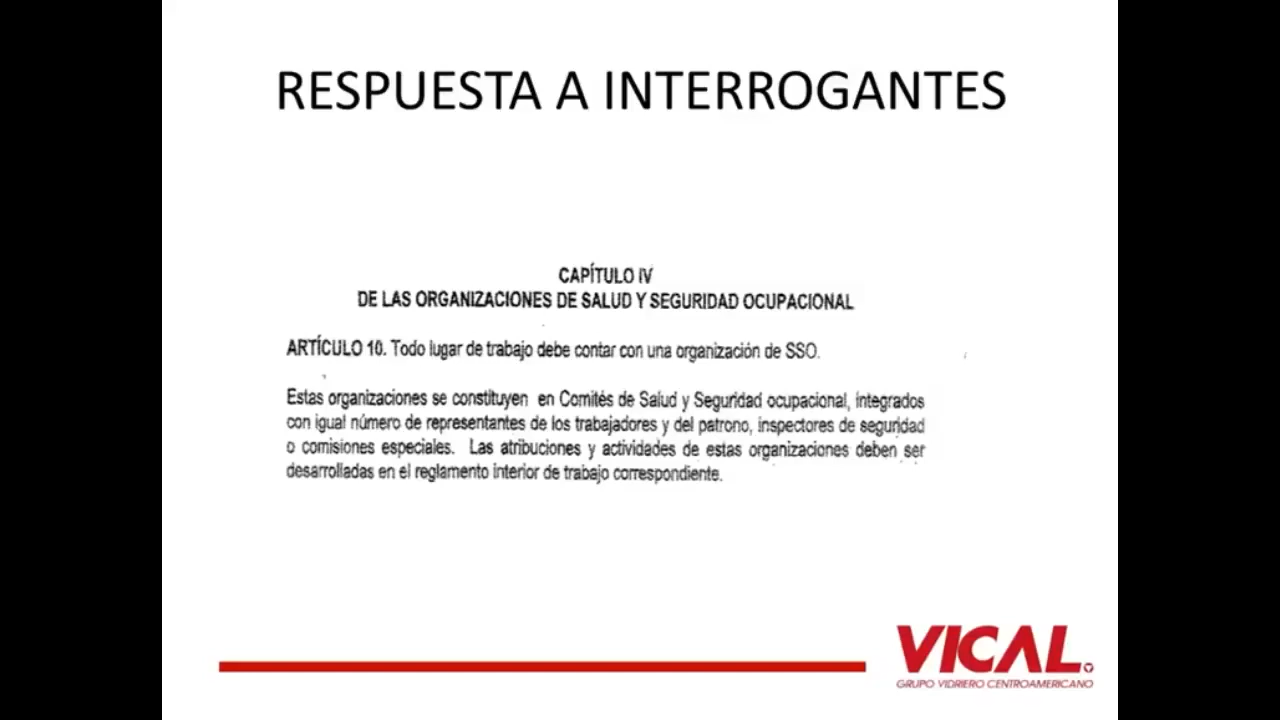 RESPUESTA A INTERROGANTES
CAPÍTULO IV
DE LAS ORGANIZACIONES DE SALUD Y SEGURIDAD OCUPACIONAL
ARTÍCULO 10. Todo lugar de trabajo debe contar con una organización de SSO.
Estas organizaciones se constituyen en Comités de Salud y Seguridad ocupacional, integrados
con igual número de representantes de los trabajadores y del patrono, inspectores de seguridad
o comisiones especiales. Las atribuciones y actividades de estas organizaciones deben ser
desarrolladas en el reglamento interior de trabajo correspondiente.
VICAL
GRUPO VIDRIERO CENTROAMERICANO